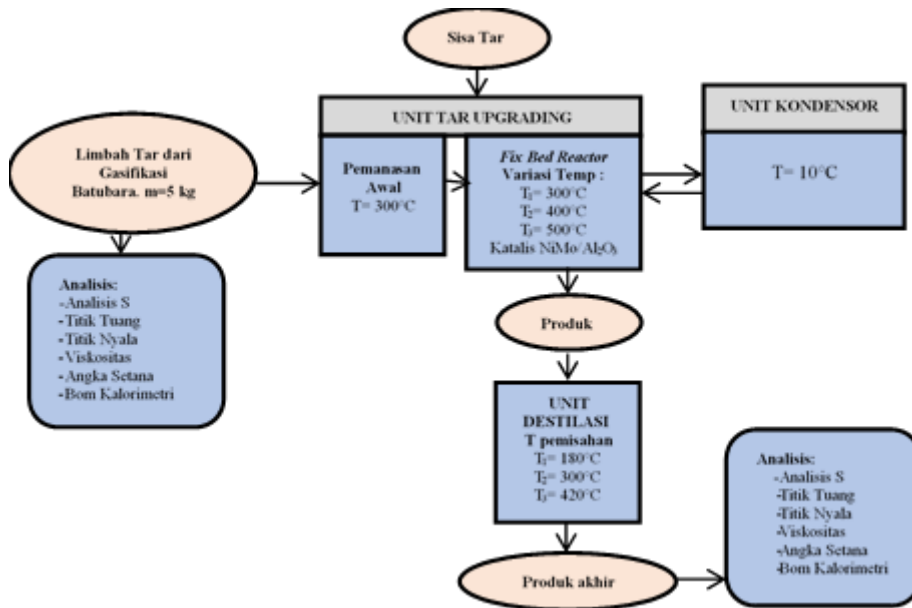 Sisa Tar
UNIT TAR UPGRADING
UNIT KONDENSOR
Limbah Tar dari
Gasifikasi
Batubara. m=5 kg
Pemanasan
Awal
T= 300°C
Fix Bed Reactor
Variasi Temp :
T₁= 300°C
T₂= 400°C
T₃= 500°C
Katalis NiMo/Al₂O₃
T= 10°C
Analisis:
-Analisis S
-Titik Tuang
-Titik Nyala
-Viskositas
-Angka Setana
-Bom Kalorimetri
Produk
UNIT
DESTILASI
T pemisahan
T₁= 180°C
T₂= 300°C
T₃= 420°C
Analisis:
-Analisis S
-Titik Tuang
-Titik Nyala
-Viskositas
-Angka Setana
-Bom Kalorimetri
Produk akhir